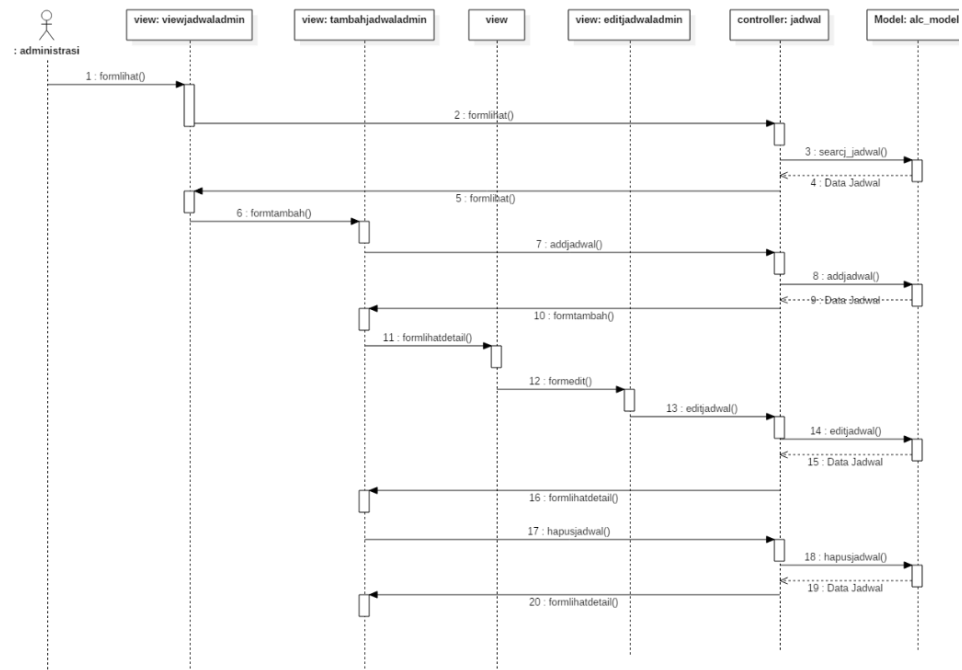 view: viewjadwaladmin
view: tambahjadwaladmin
view
view: editjadwaladmin
controller: jadwal
Model: alc_model
: administrasi
1 : formlihat()
2 : formlihat()
3 : searcj_jadwal()
4 : Data Jadwal
5 : formlihat()
6 : formtambah()
7 : addjadwal()
8 : addjadwal()
9 : Data Jadwal
10 : formtambah()
11 : formlihatdetail()
12 : formedit()
13 : editjadwal()
14 : editjadwal()
15 : Data Jadwal
16 : formlihatdetail()
17 : hapusjadwal()
18 : hapusjadwal()
19 : Data Jadwal
20 : formlihatdetail()